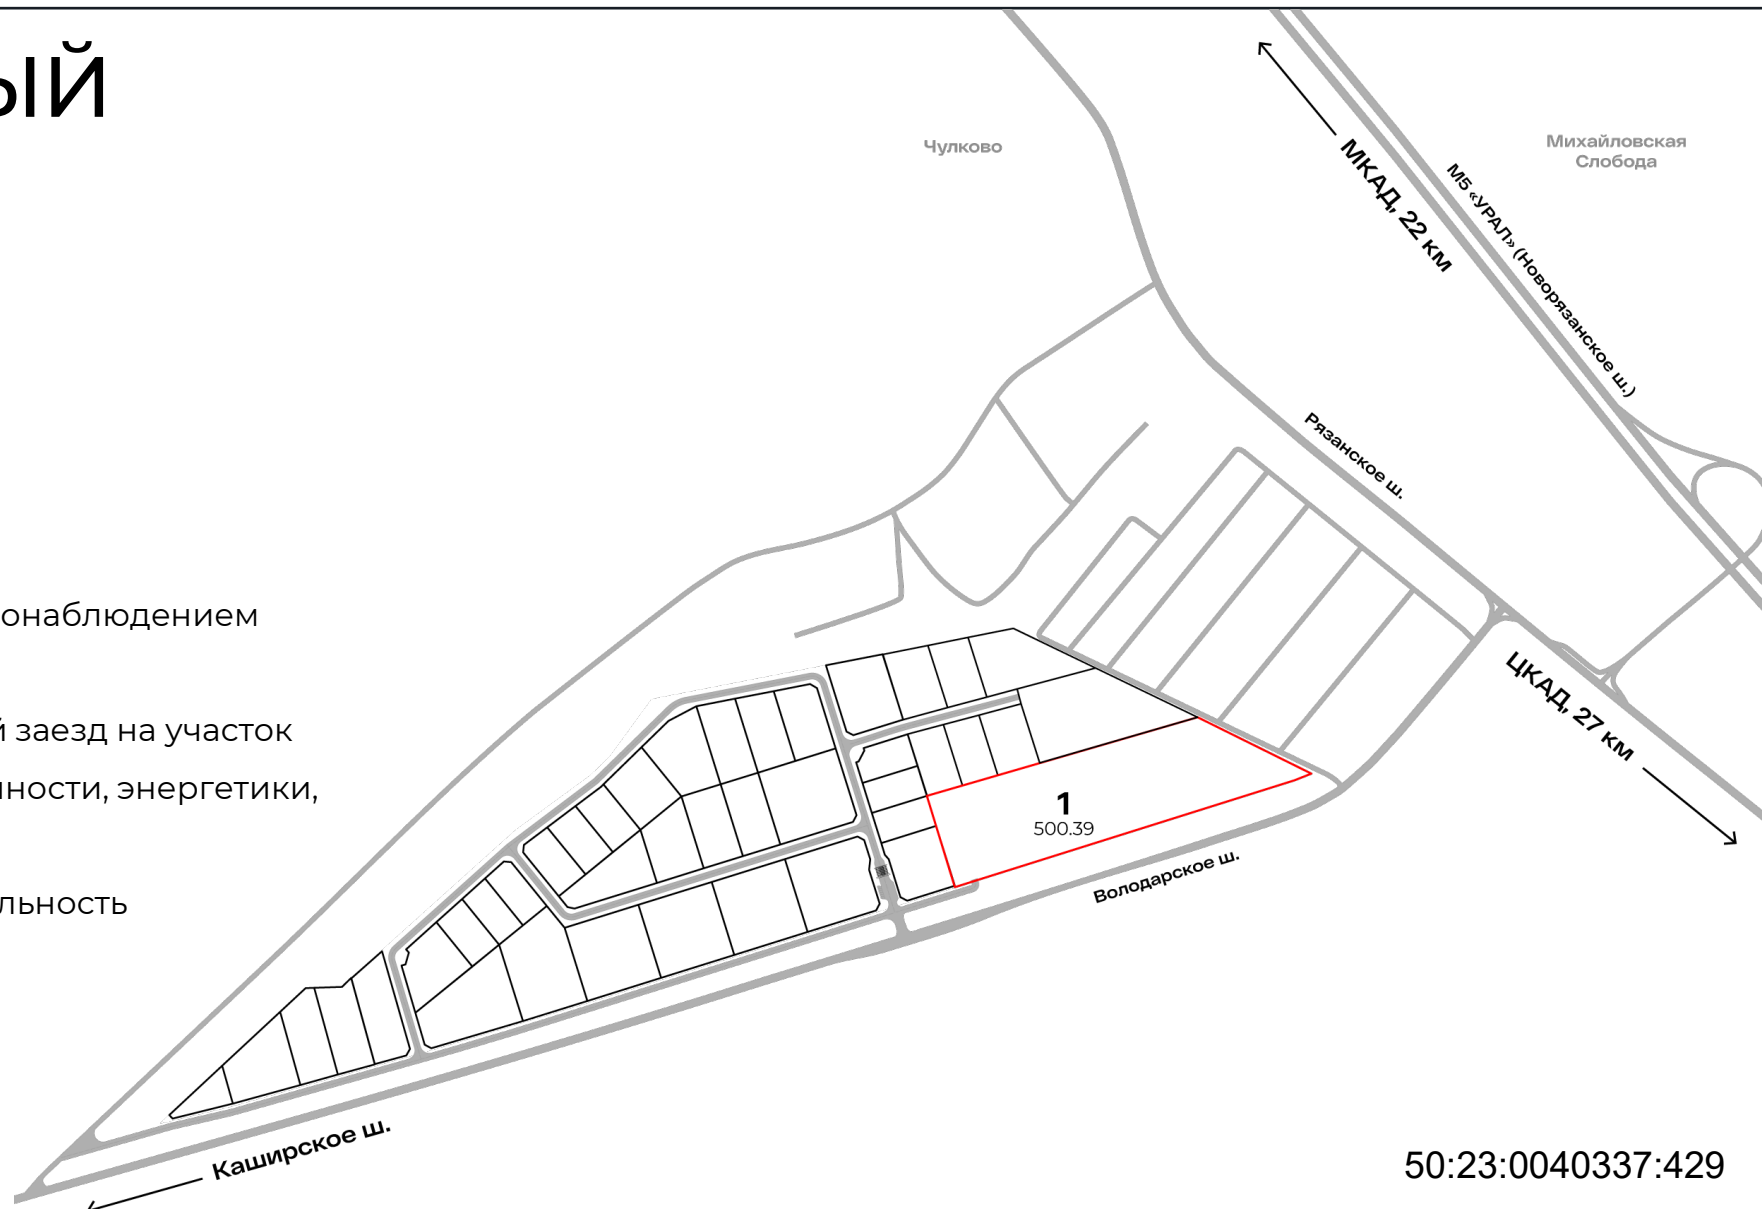 ый
Чулково
Михайловская
Слобода
МКАД, 22 км
М5 «УРАЛ» (Новорязанское ш.)
Рязанское ш.
онаблюдением
ЦКАД, 27 км
й заезд на участок
нности, энергетики,
1
500.39
Володарское ш.
льность
Каширское ш.
50:23:0040337:429